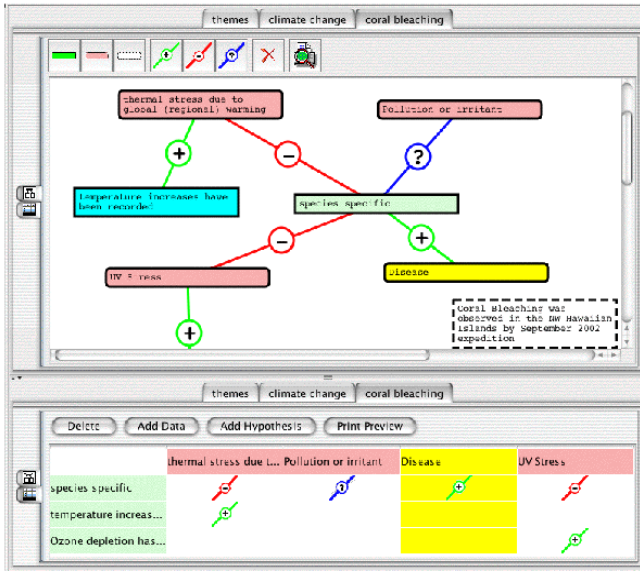 themes climate change coral bleaching
thermal stress due to
global (regional) warming
Pollution or irritant
+
−
?
temperature increases have
been recorded
species specific
−
+
UV Stress
Disease
+
Coral Bleaching was
observed in the NW Hawaiian
Islands by September 2002
expedition
themes climate change coral bleaching
Delete Add Data Add Hypothesis Print Preview
thermal stress due t... Pollution or irritant Disease UV Stress
species specific
temperature increas...
Ozone depletion has...